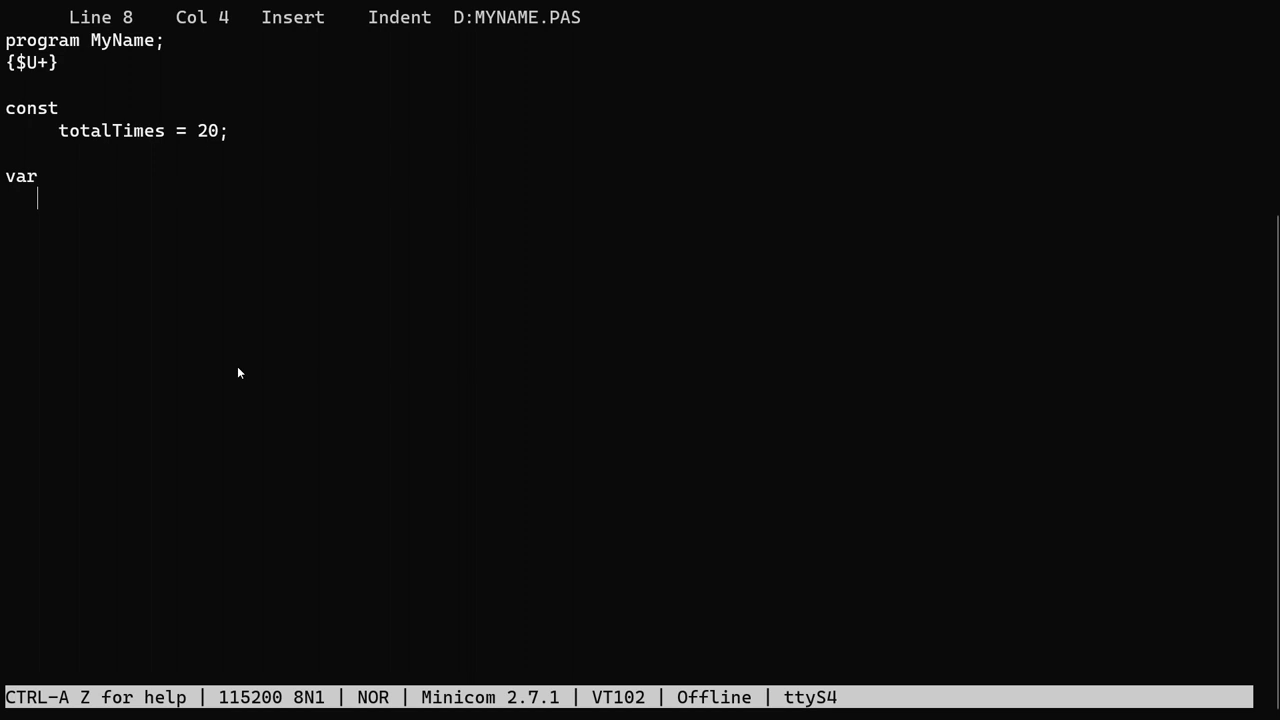 Line 8    Col 4   Insert    Indent  D:MYNAME.PAS
program MyName;
{$U+}
const
     totalTimes = 20;
var
CTRL-A Z for help | 115200 8N1 | NOR | Minicom 2.7.1 | VT102 | Offline | ttyS4